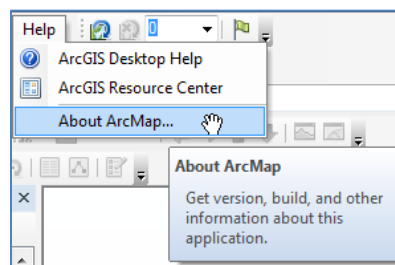 Help
0
ArcGIS Desktop Help
ArcGIS Resource Center
About ArcMap...
About ArcMap
Get version, build, and other
information about this
application.